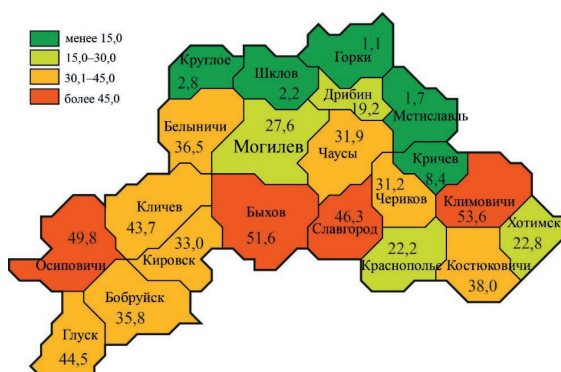 менее 15,0
15,0–30,0
30,1–45,0
более 45,0
Горки
1,1
Круглое
2,8
Шклов
2,2
Дрибин
19,2
1,7
Мстиславль
Белыничи
36,5
27,6
Могилев
31,9
Чаусы
Кричев
8,4
31,2
Чериков
Климовичи
53,6
Хотимск
22,8
Кличев
43,7
Быхов
51,6
46,3
Славгород
49,8
Осиповичи
33,0
Кировск
22,2
Краснополье
Костюковичи
38,0
Бобруйск
35,8
Глуск
44,5